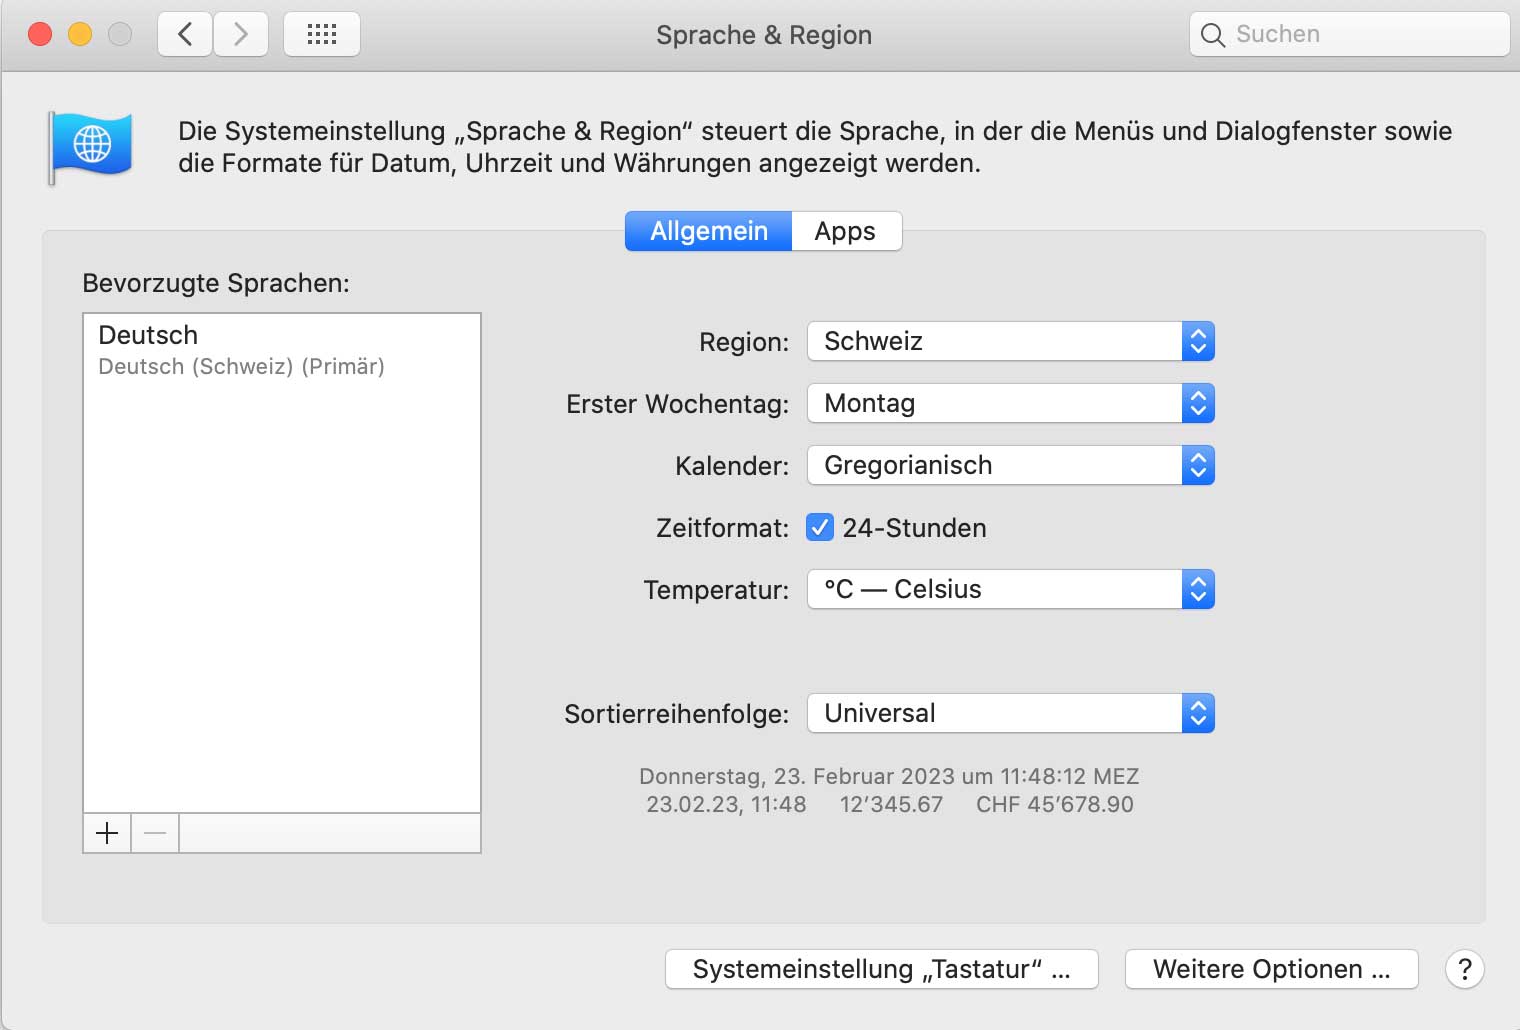 Sprache & Region
Suchen
Die Systemeinstellung „Sprache & Region“ steuert die Sprache, in der die Menüs und Dialogfenster sowie
die Formate für Datum, Uhrzeit und Währungen angezeigt werden.
Allgemein
Apps
Bevorzugte Sprachen:
Deutsch
Deutsch (Schweiz) (Primär)
Region:
Schweiz
Erster Wochentag:
Montag
Kalender:
Gregorianisch
Zeitformat:
24-Stunden
Temperatur:
°C — Celsius
Sortierreihenfolge:
Universal
Donnerstag, 23. Februar 2023 um 11:48:12 MEZ
23.02.23, 11:48 12’345.67 CHF 45’678.90
Systemeinstellung „Tastatur“ ...
Weitere Optionen ...
?